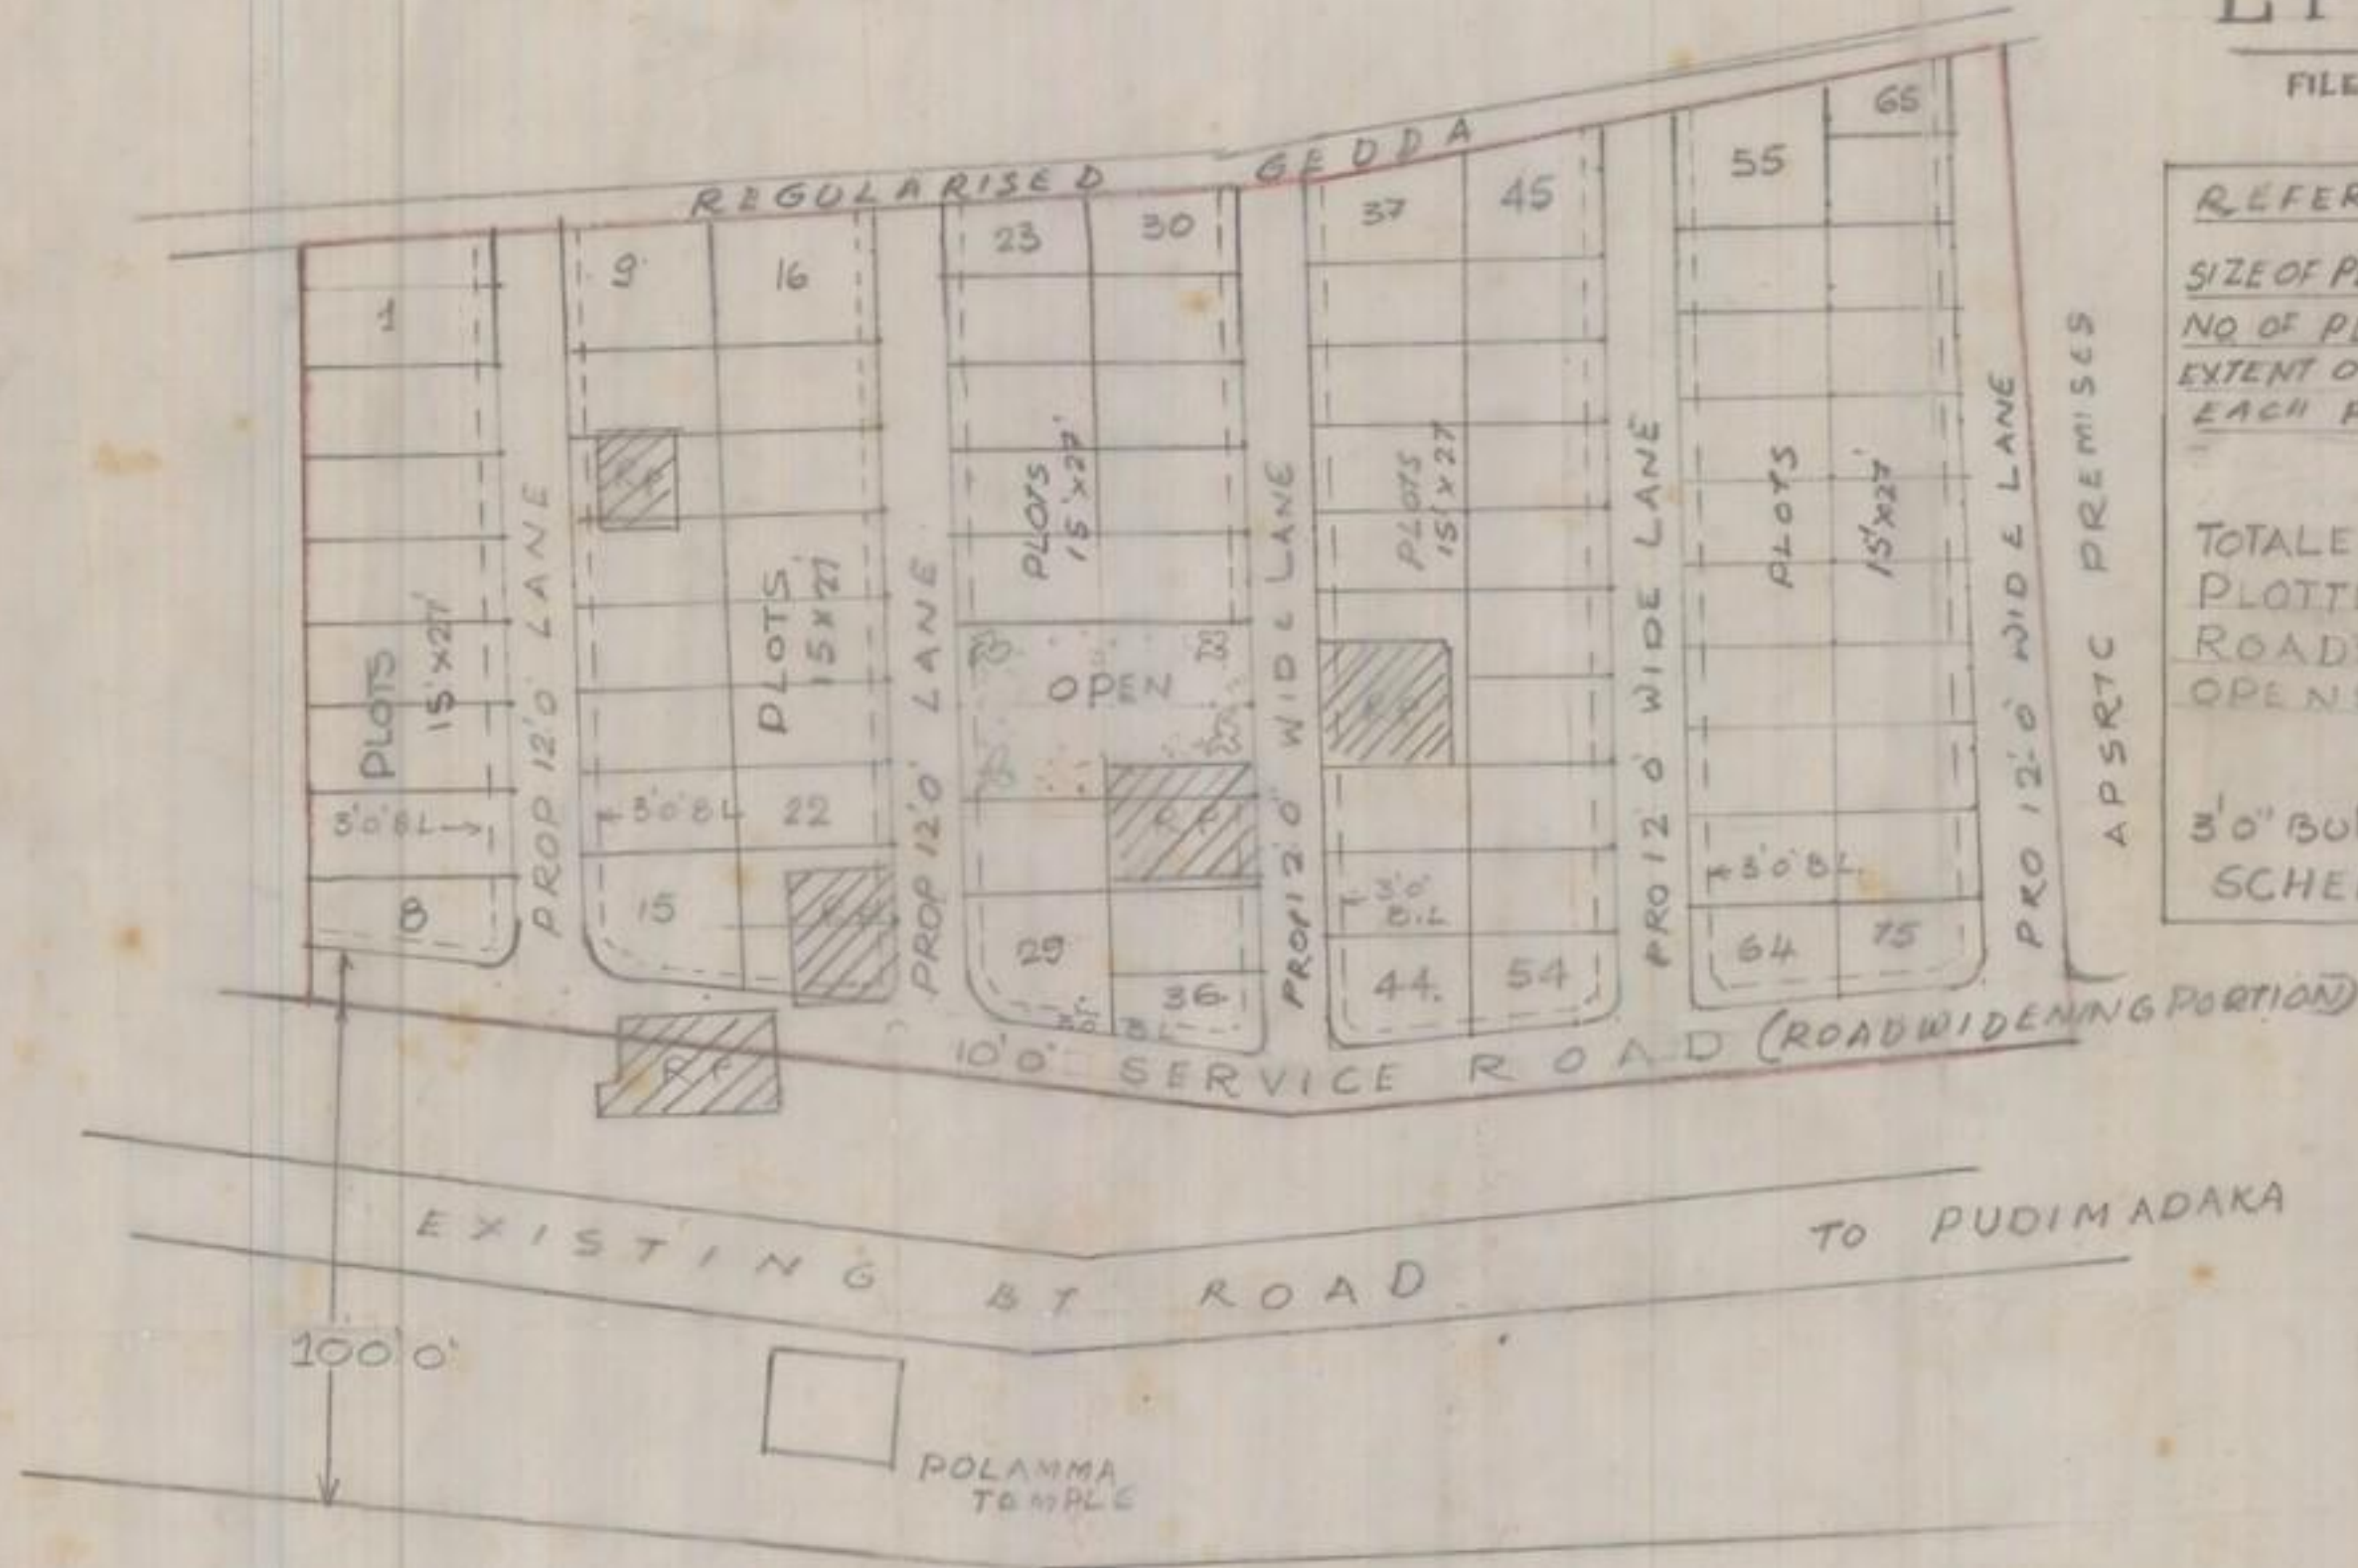 FILE
REGULARISED GEDDA
1
9
16
23
30
37
45
55
65
PLOTS
15'x27'
3'0" BL
8
PROP 12'0' LANE
PLOTS
15 x 27'
3'0" BL
22
15
PROP 12'0' LANE
PLOTS
15'x27'
OPEN
29
36
BL
PROP 12'0' WIDE LANE
PLOTS
15'x27
3'0'
B.L
44
54
PRO 12'0' WIDE LANE
PLOTS
15'x27'
3'0" BL
64
75
PRO 12'0' WIDE LANE
APSRTC PREMISES
10'0" SERVICE ROAD (ROADWIDENING PORTION)
EXISTING BT ROAD
TO PUDIMADAKA
100'0"
POLAMMA
TEMPLE
REFER
SIZE OF P
NO OF PL
EXTENT O
EACH P
TOTAL E
PLOTT
ROAD
OPEN
3'0" BU
SCHE